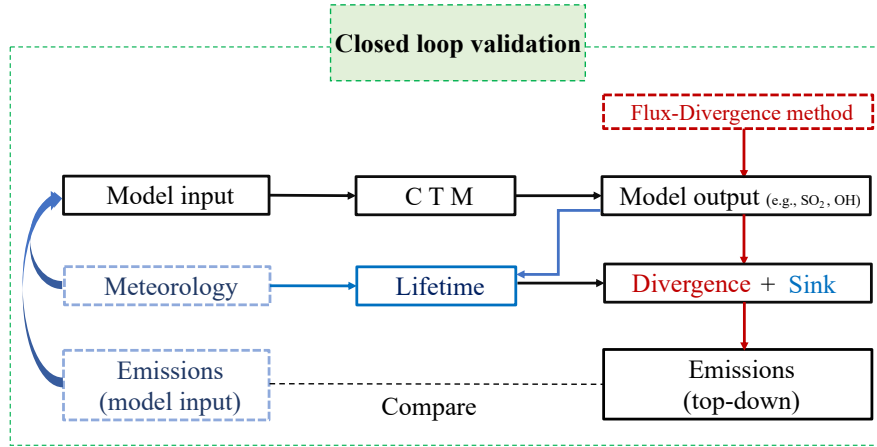 Closed loop validation
Flux-Divergence method
Model input
C T M
Model output (e.g., SO₂, OH)
Meteorology
Lifetime
Divergence + Sink
Emissions
(model input)
Compare
Emissions
(top-down)